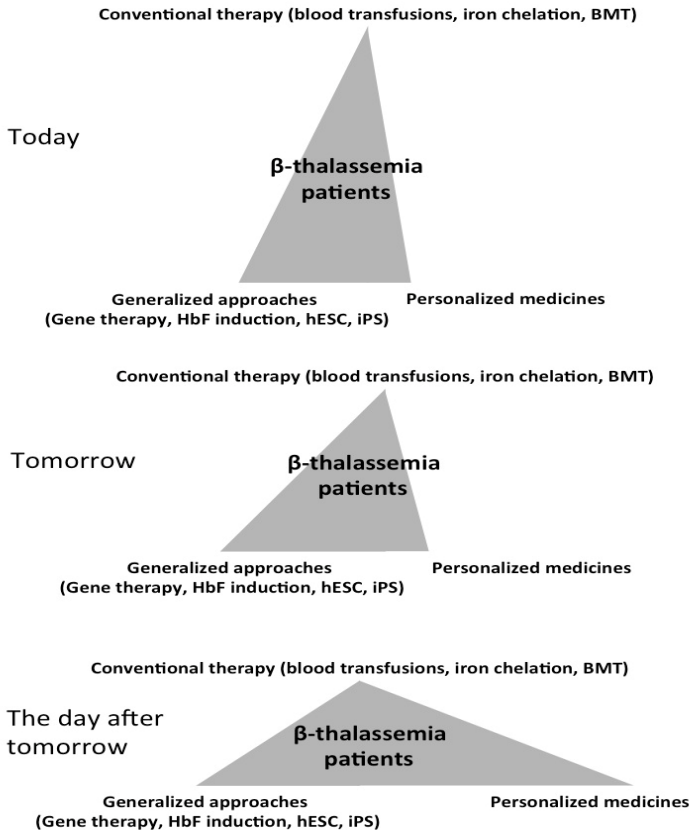 Conventional therapy (blood transfusions, iron chelation, BMT)
Today
β-thalassemia
patients
Generalized approaches
(Gene therapy, HbF induction, hESC, iPS)
Personalized medicines
Conventional therapy (blood transfusions, iron chelation, BMT)
Tomorrow
β-thalassemia
patients
Generalized approaches
(Gene therapy, HbF induction, hESC, iPS)
Personalized medicines
Conventional therapy (blood transfusions, iron chelation, BMT)
The day after
tomorrow
β-thalassemia
patients
Generalized approaches
(Gene therapy, HbF induction, hESC, iPS)
Personalized medicines